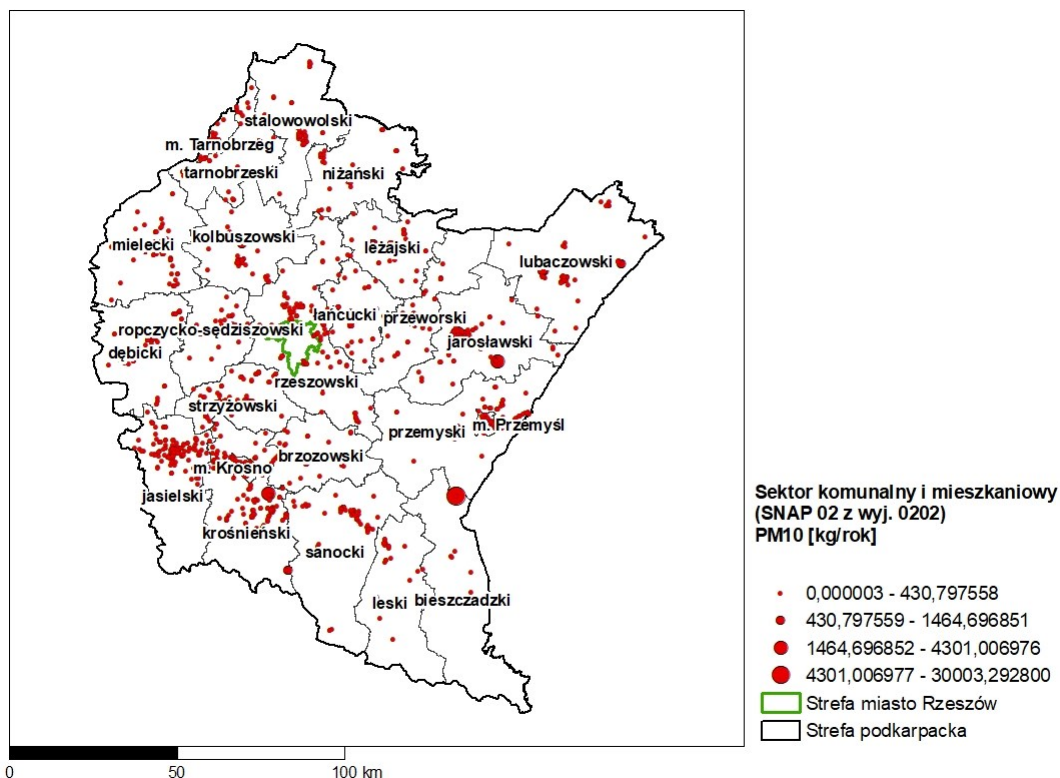 stalowowolski
m. Tarnobrzeg
tarnobrzeski
niżański
mielecki
kolbuszowski
leżajski
lubaczowski
ropczycko-sędziszowski
łańcucki
przeworski
dębicki
jarosławski
rzeszowski
strzyżowski
przemyski
m. Przemyśl
m. Krosno
brzozowski
jasielski
krośnieński
sanocki
leski
bieszczadzki
Sektor komunalny i mieszkaniowy
(SNAP 02 z wyj. 0202)
PM10 [kg/rok]
0,000003 - 430,797558
430,797559 - 1464,696851
1464,696852 - 4301,006976
4301,006977 - 30003,292800
Strefa miasto Rzeszów
Strefa podkarpacka
0 50 100 km